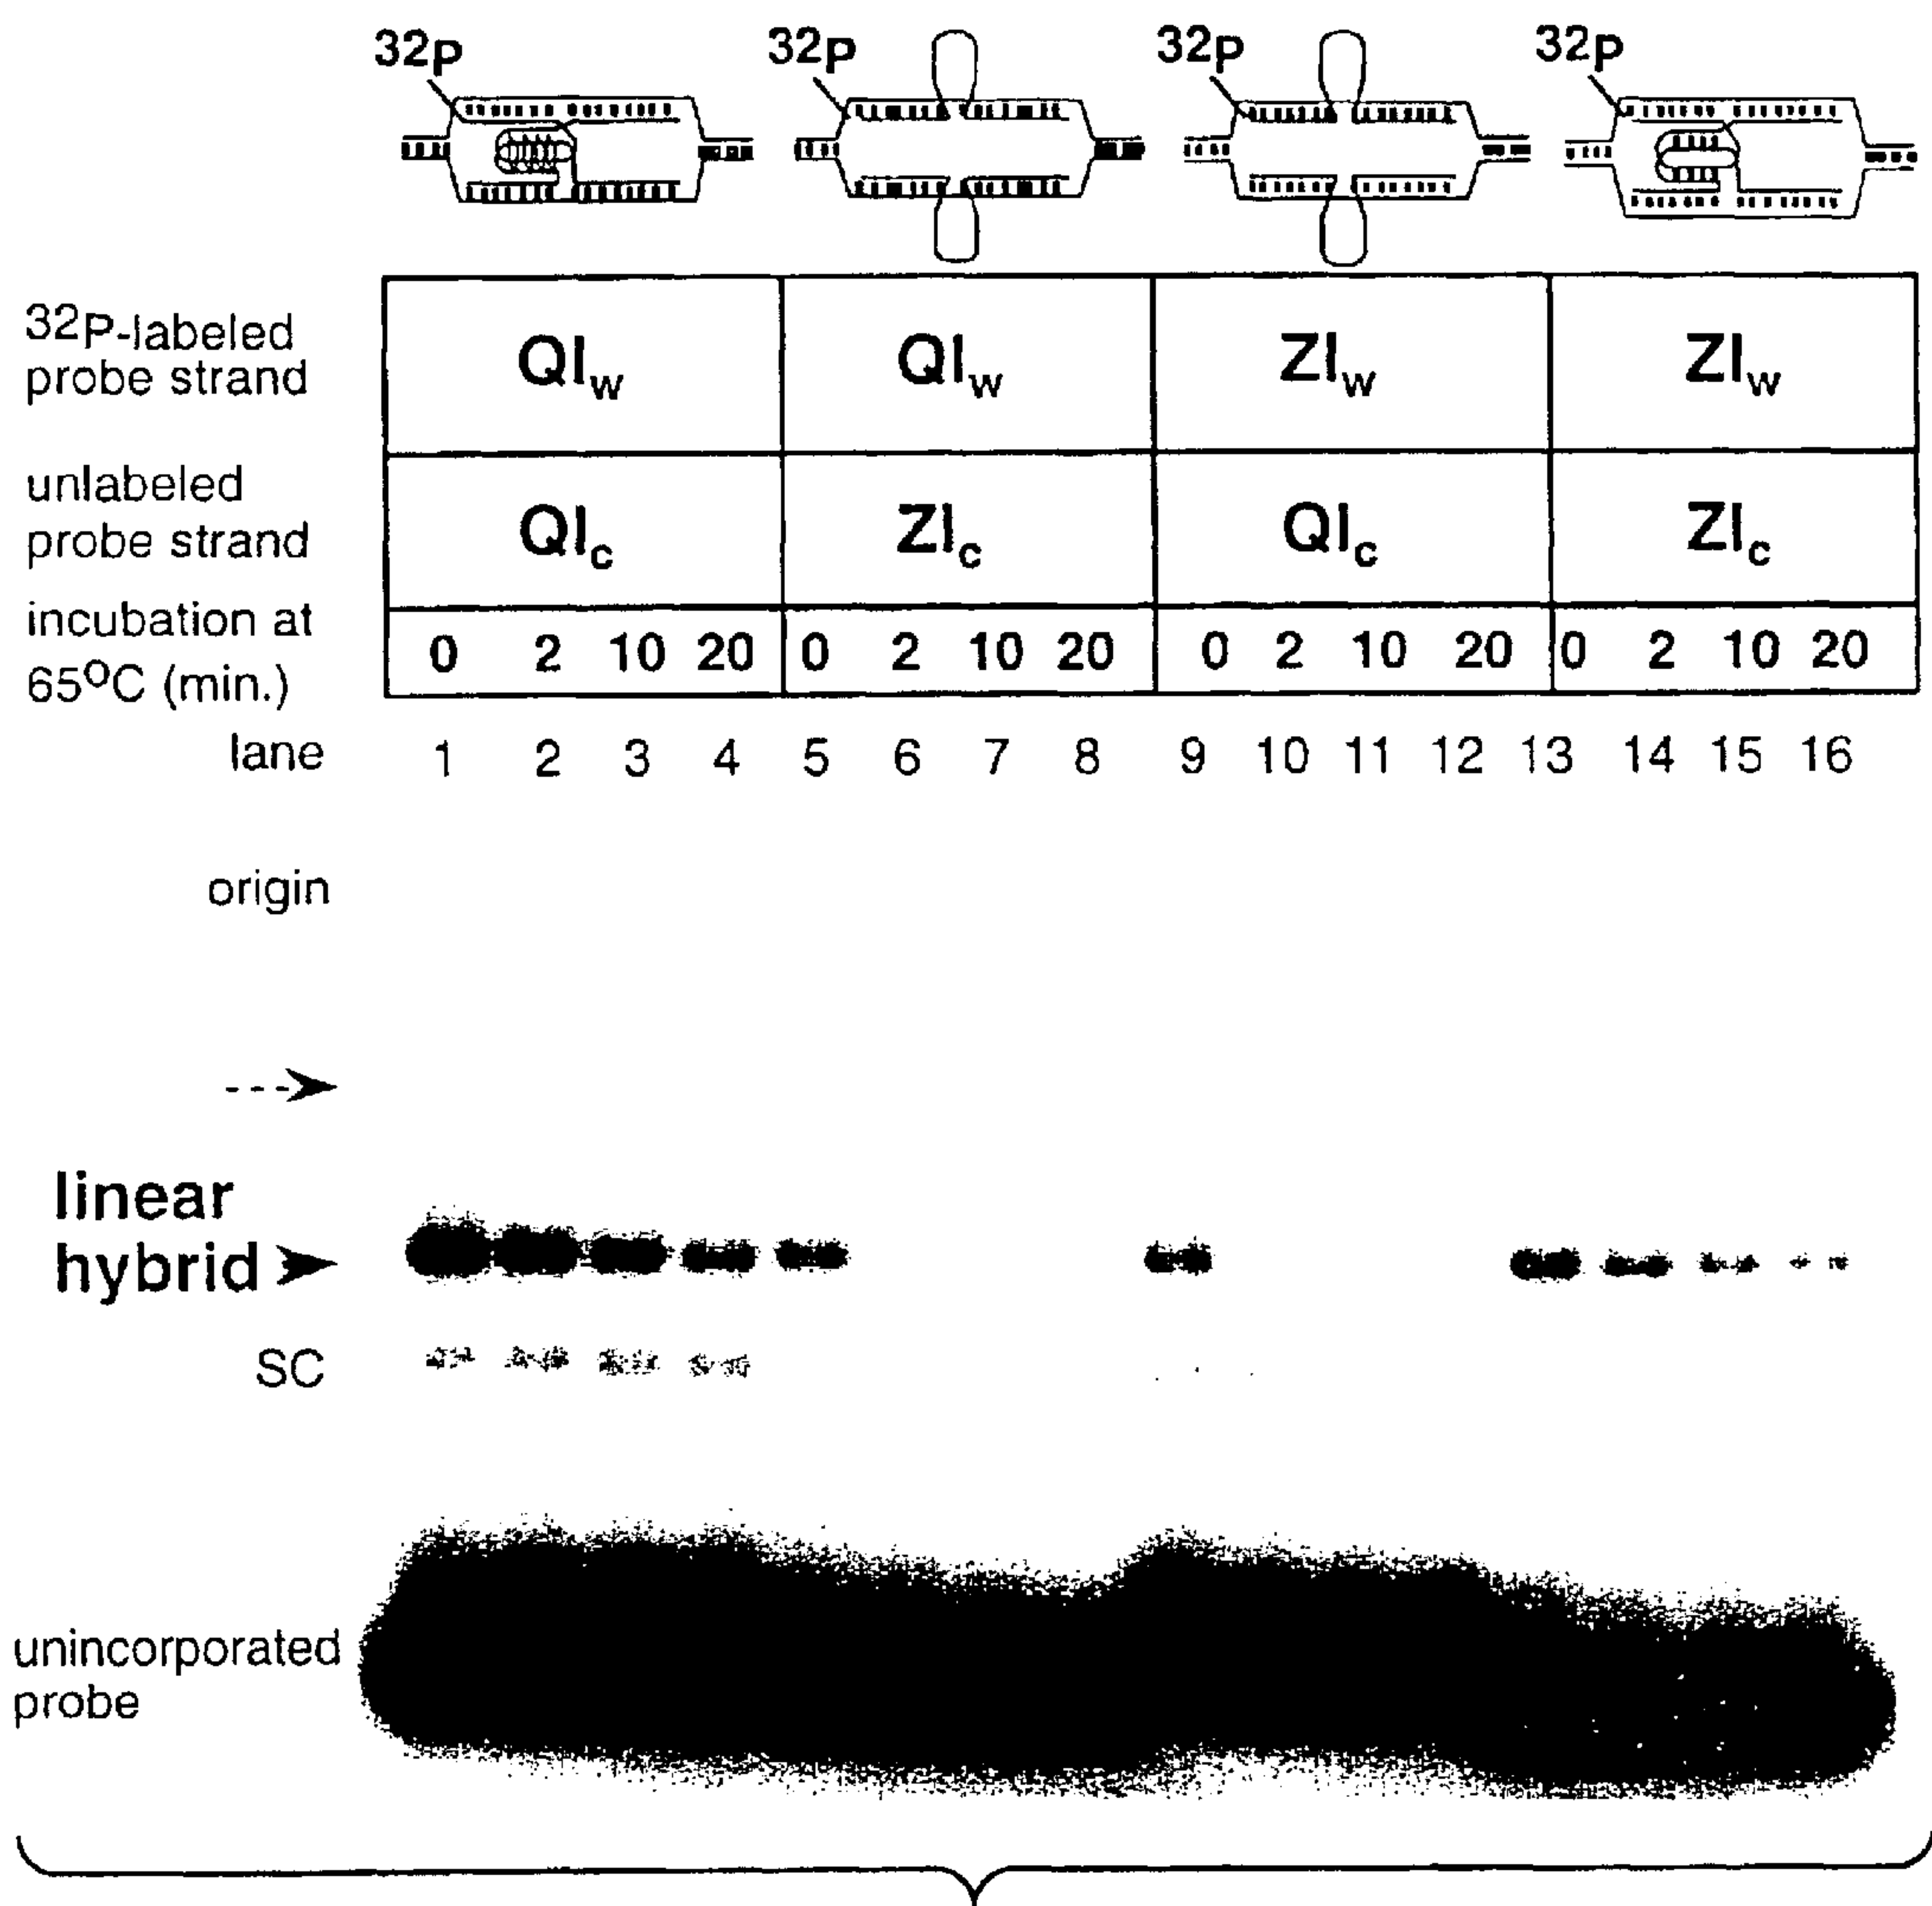 32P 32P 32P 32P
32P-labeled
probe strand
QIw QIw ZIw ZIw
unlabeled
probe strand
QIc ZIc QIc ZIc
incubation at
65ºC (min.)
0 2 10 20 0 2 10 20 0 2 10 20 0 2 10 20
lane 1 2 3 4 5 6 7 8 9 10 11 12 13 14 15 16
origin
linear
hybrid
SC
unincorporated
probe